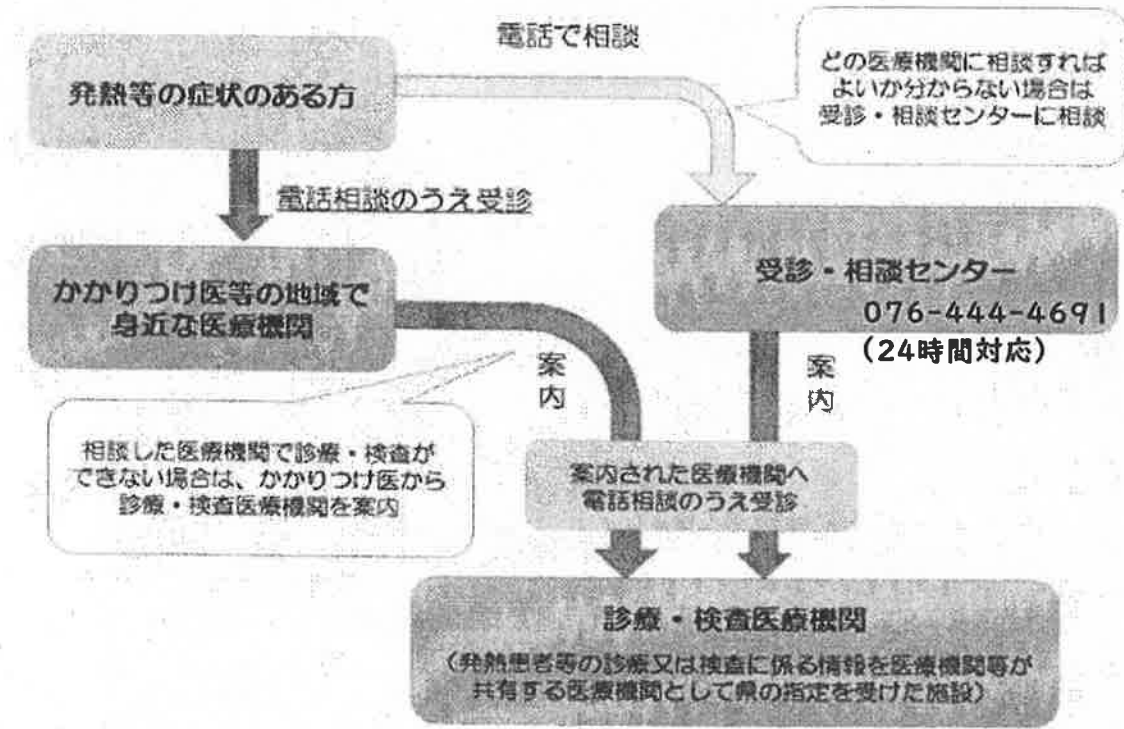 電話で相談
発熱等の症状のある方
どの医療機関に相談すれば
よいか分からない場合は
受診・相談センターに相談
電話相談のうえ受診
かかりつけ医等の地域で
身近な医療機関
受診・相談センター
076-444-4691
(24時間対応)
案内
案内
相談した医療機関で診療・検査が
できない場合は、かかりつけ医から
診療・検査医療機関を案内
案内された医療機関へ
電話相談のうえ受診
診療・検査医療機関
(発熱患者等の診療又は検査に係る情報を医療機関等が
共有する医療機関として県の指定を受けた施設)